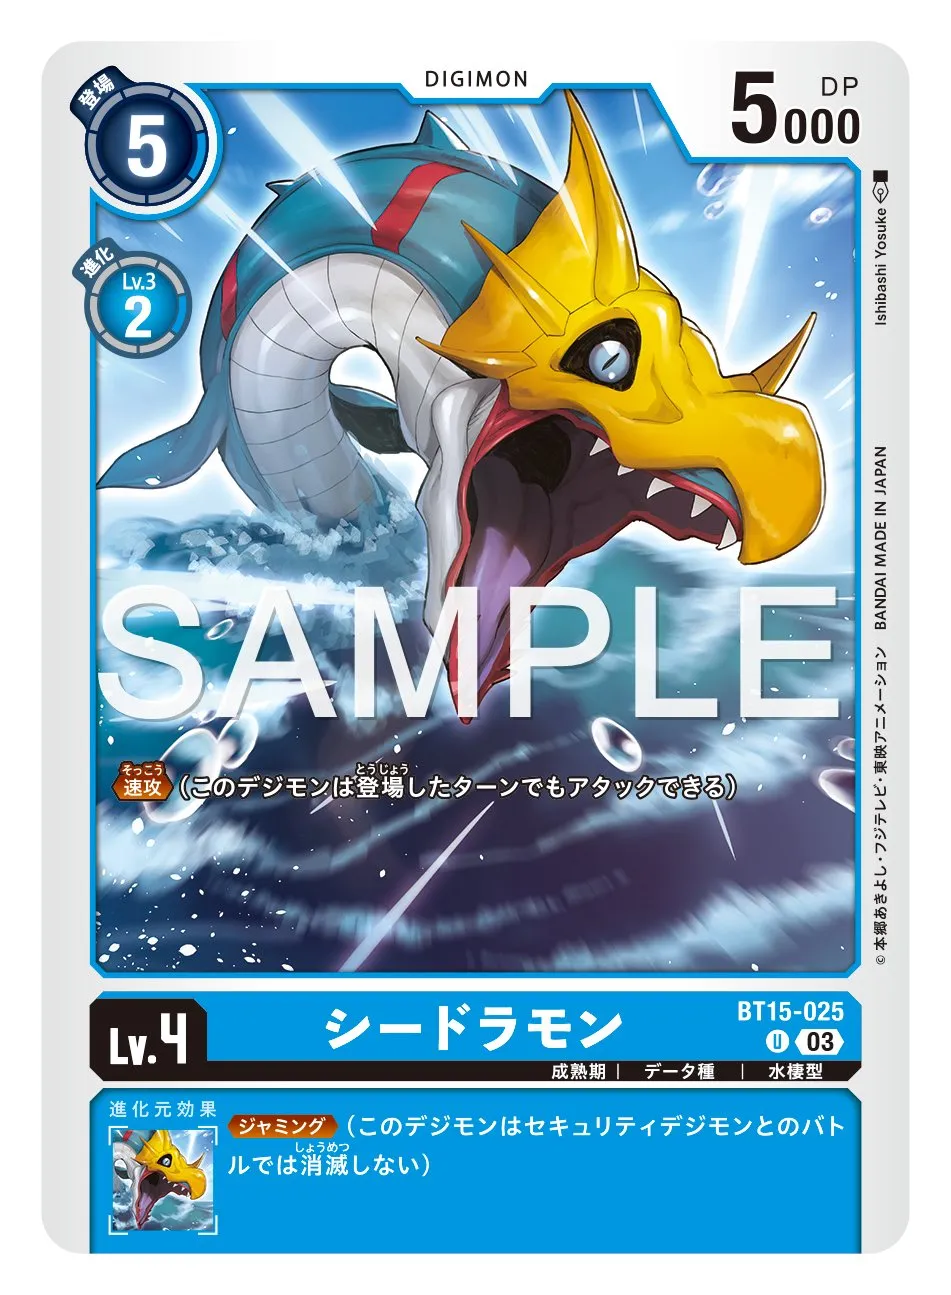 DIGIMON
登場
5
DP
5000
進化
Lv.3
2
Ishibashi Yosuke
©本郷あきよし・フジテレビ・東映アニメーション BANDAI MADE IN JAPAN
SAMPLE
そっこう とうじょう
速攻 (このデジモンは登場したターンでもアタックできる)
BT15-025
Lv.4 シードラモン
U 03
成熟期 | データ種 | 水棲型
進化元効果
ジャミング (このデジモンはセキュリティデジモンとのバト
しょうめつ
ルでは消滅しない)